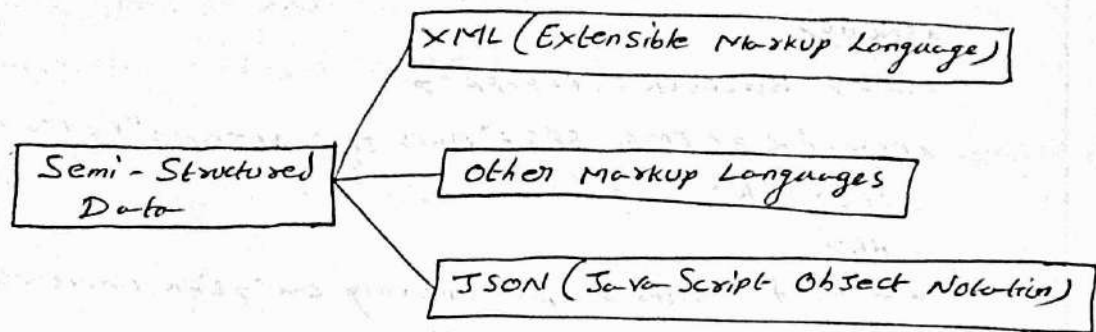 XML (Extensible Markup Language)
Semi-Structured
Data
Other Markup Languages
JSON (Java Script Object Notation)